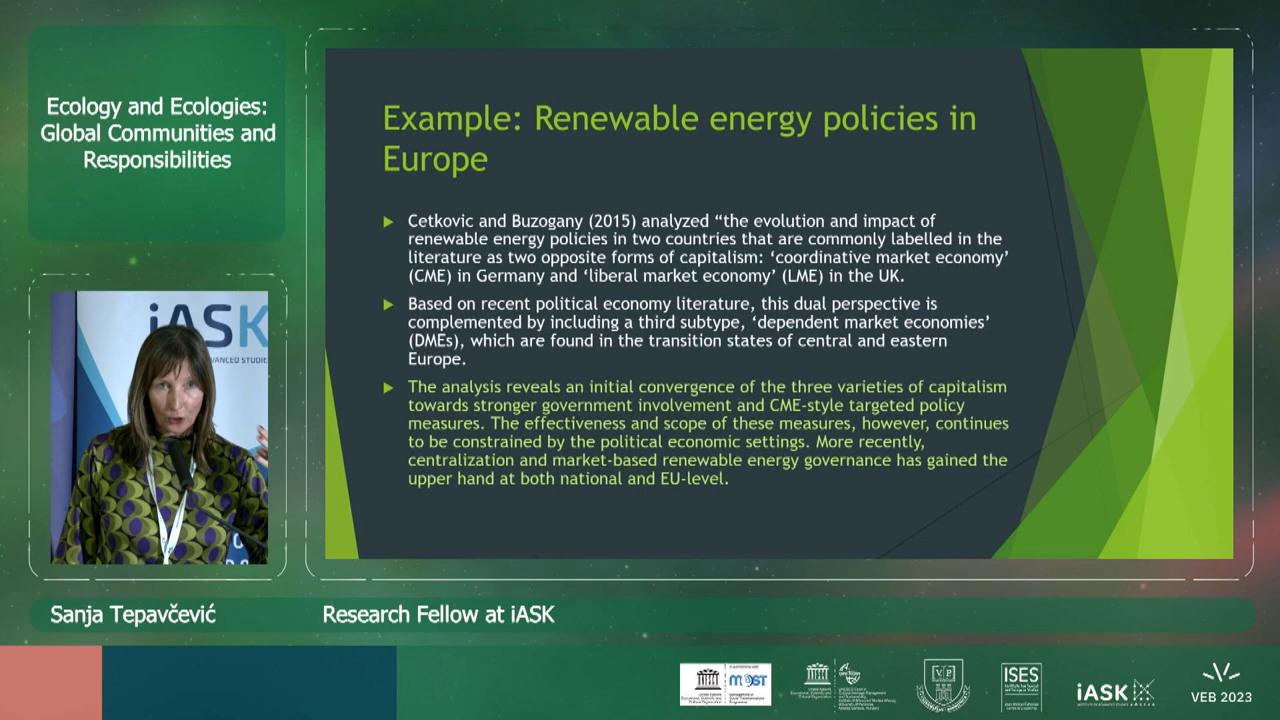 Ecology and Ecologies:
Global Communities and
Responsibilities
Example: Renewable energy policies in
Europe
Cetkovic and Buzogany (2015) analyzed “the evolution and impact of
renewable energy policies in two countries that are commonly labelled in the
literature as two opposite forms of capitalism: ‘coordinative market economy’
(CME) in Germany and ‘liberal market economy’ (LME) in the UK.
Based on recent political economy literature, this dual perspective is
complemented by including a third subtype, ‘dependent market economies’
(DMEs), which are found in the transition states of central and eastern
Europe.
The analysis reveals an initial convergence of the three varieties of capitalism
towards stronger government involvement and CME-style targeted policy
measures. The effectiveness and scope of these measures, however, continues
to be constrained by the political economic settings. More recently,
centralization and market-based renewable energy governance has gained the
upper hand at both national and EU-level.
iASK
Sanja Tepavčević
Research Fellow at iASK
MOST
ISES
iASK
VEB 2023